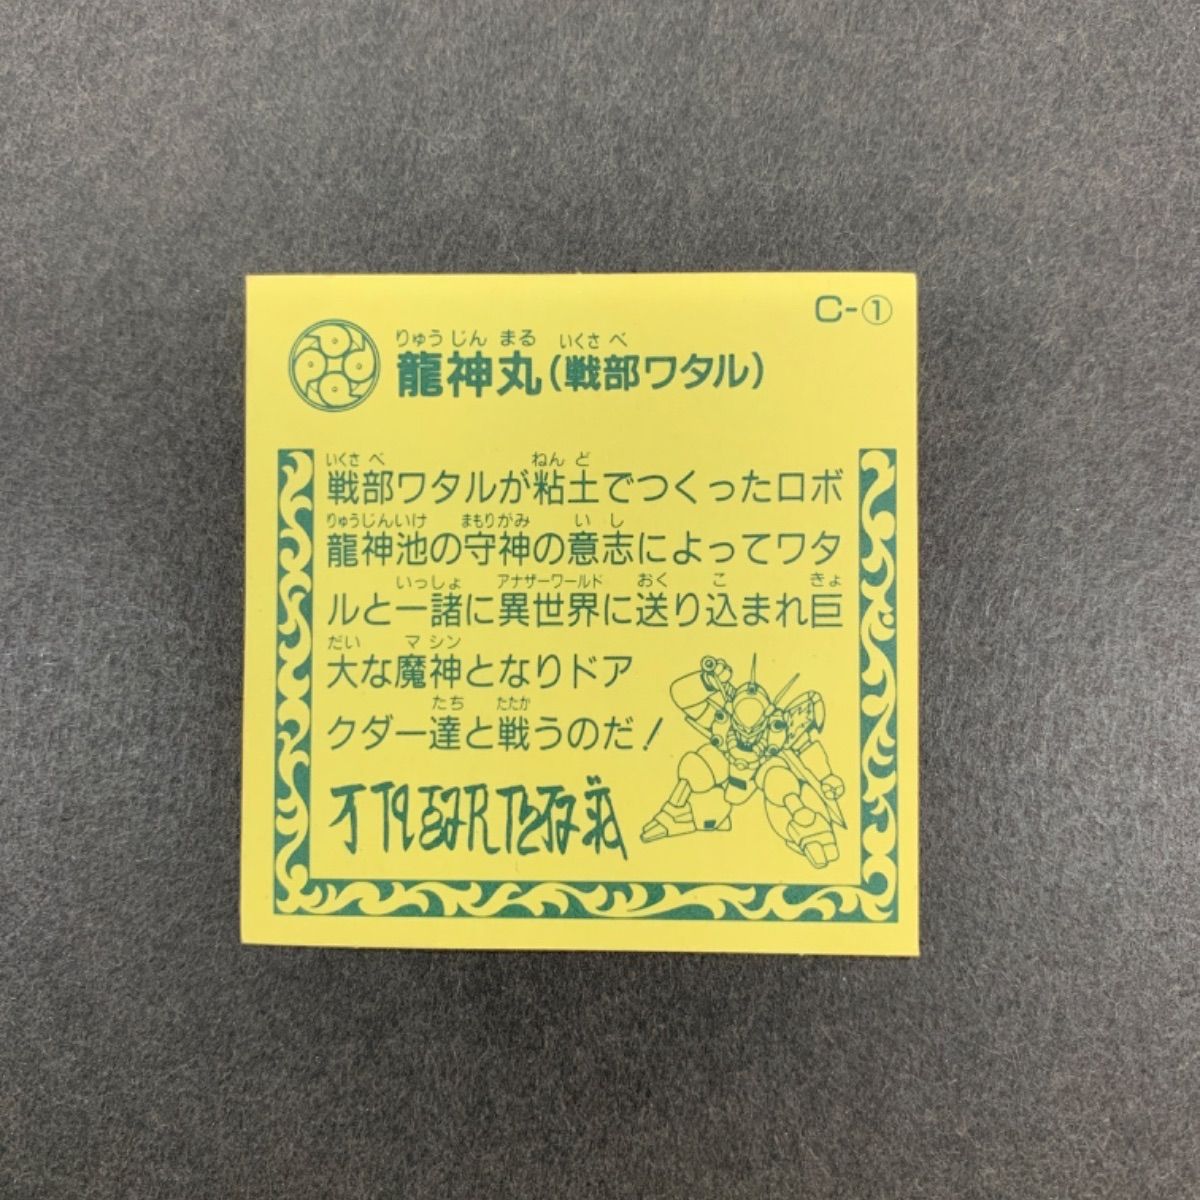 C-①
りゅうじん まる いくさ べ
龍神丸(戦部ワタル)
いくさ べ ねん ど
戦部ワタルが粘土でつくったロボ
りゅうじんいけ まもりがみ い し
龍神池の守神の意志によってワタ
いっしょ アナザーワールド おく こ きょ
ルと一諸に異世界に送り込まれ巨
だい マ シン
大な魔神となりドア
たち たたか
クダー達と戦うのだ!